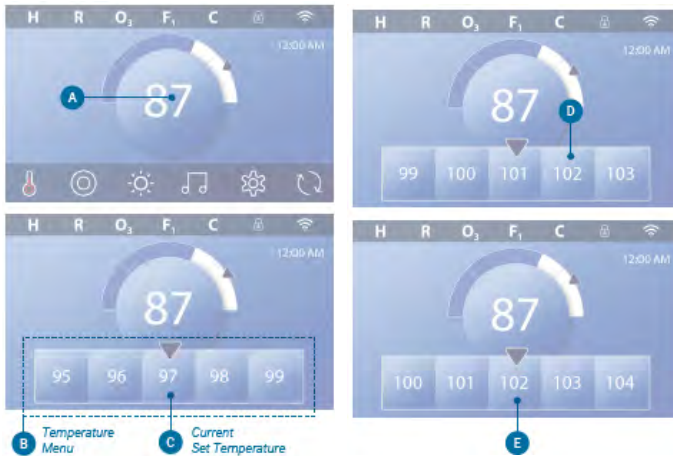 H R O₃ F₁ C
12:00 AM
A
87
H R O₃ F₁ C
12:00 AM
87
D
99 100 101 102 103
H R O₃ F₁ C
12:00 AM
87
95 96 97 98 99
B Temperature Menu
C Current Set Temperature
H R O₃ F₁ C
12:00 AM
87
100 101 102 103 104
E